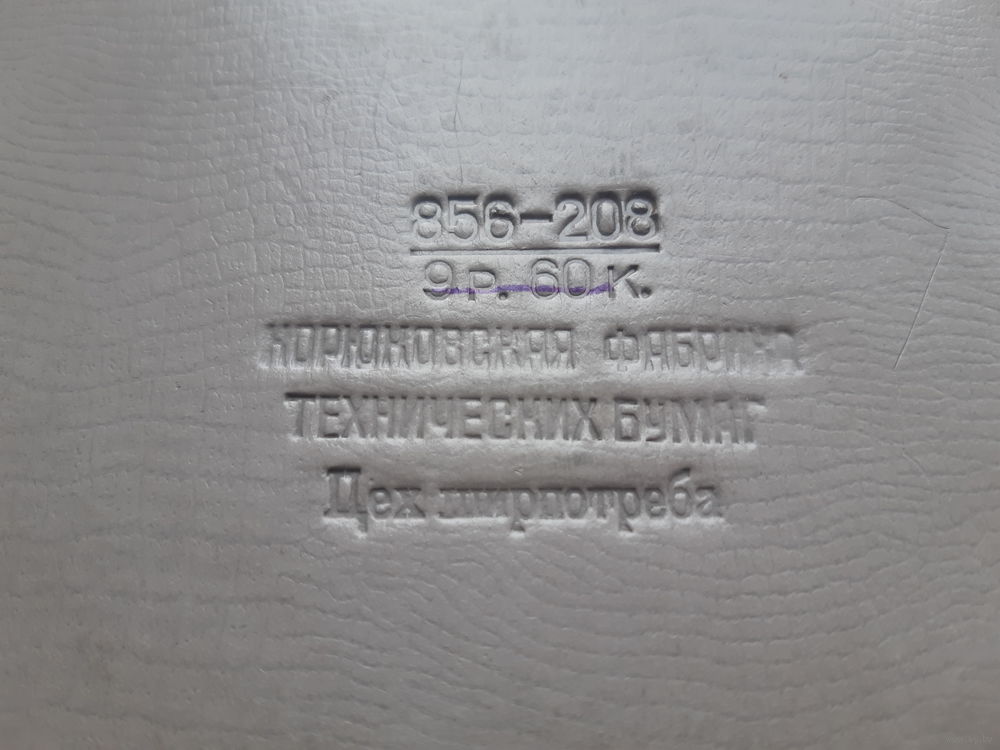 856-208
9 Р. 60 К.
КОРЮКОВСКАЯ ФАБРИКА
ТЕХНИЧЕСКИХ БУМАГ
Цех ширпотреба